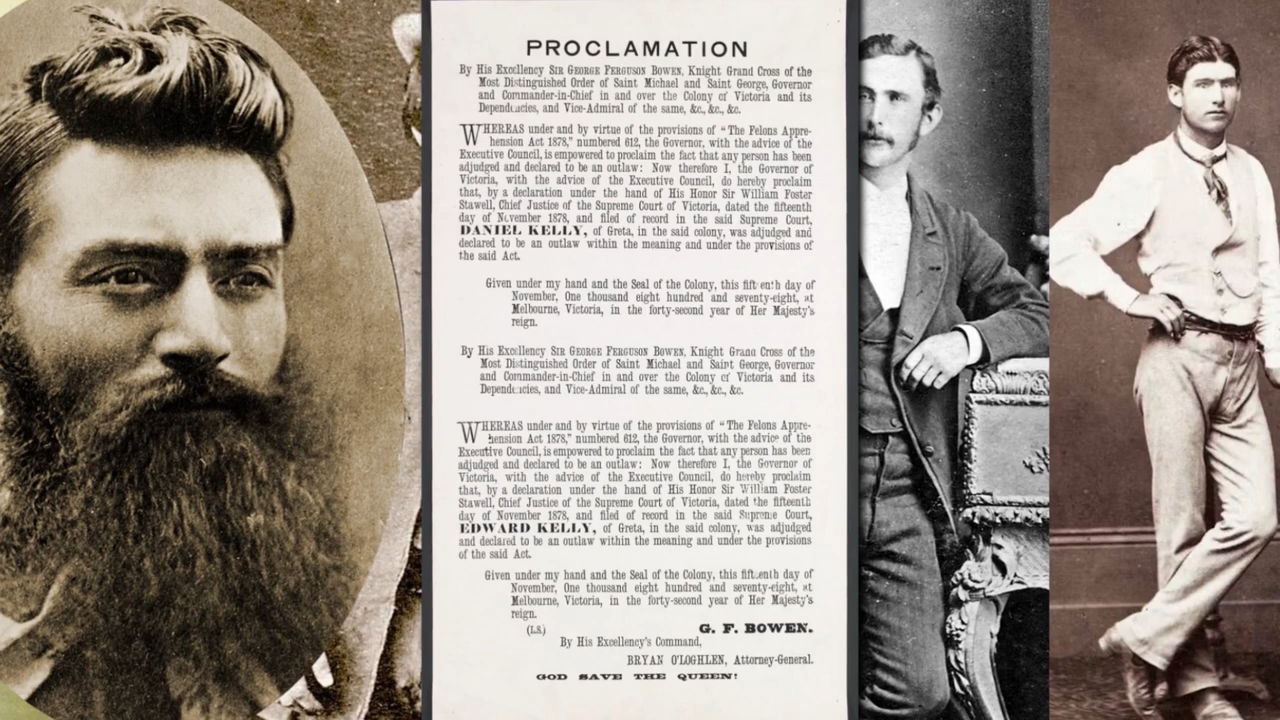 PROCLAMATION
By His Excellency SIR GEORGE FERGUSON BOWEN, Knight Grand Cross of the
Most Distinguished Order of Saint Michael and Saint George, Governor
and Commander-in-Chief in and over the Colony of Victoria and its
Dependencies, and Vice-Admiral of the same, &c., &c., &c.
WHEREAS under and by virtue of the provisions of “The Felons Appre-
hension Act 1878,” numbered 612, the Governor, with the advice of the
Executive Council, is empowered to proclaim the fact that any person has been
adjudged and declared to be an outlaw: Now therefore I, the Governor of
Victoria, with the advice of the Executive Council, do hereby proclaim
that, by a declaration under the hand of His Honor Sir William Foster
Stawell, Chief Justice of the Supreme Court of Victoria, dated the fifteenth
day of November 1878, and filed of record in the said Supreme Court,
DANIEL KELLY, of Greta, in the said colony, was adjudged and
declared to be an outlaw within the meaning and under the provisions of
the said Act.
Given under my hand and the Seal of the Colony, this fifteenth day of
November, One thousand eight hundred and seventy-eight, at
Melbourne, Victoria, in the forty-second year of Her Majesty's
reign.
By His Excellency SIR GEORGE FERGUSON BOWEN, Knight Grand Cross of the
Most Distinguished Order of Saint Michael and Saint George, Governor
and Commander-in-Chief in and over the Colony of Victoria and its
Dependencies, and Vice-Admiral of the same, &c., &c., &c.
WHEREAS under and by virtue of the provisions of “The Felons Appre-
hension Act 1878,” numbered 612, the Governor, with the advice of the
Executive Council, is empowered to proclaim the fact that any person has been
adjudged and declared to be an outlaw: Now therefore I, the Governor of
Victoria, with the advice of the Executive Council, do hereby proclaim
that, by a declaration under the hand of His Honor Sir William Foster
Stawell, Chief Justice of the Supreme Court of Victoria, dated the fifteenth
day of November 1878, and filed of record in the said Supreme Court,
EDWARD KELLY, of Greta, in the said colony, was adjudged
and declared to be an outlaw within the meaning and under the provisions
of the said Act.
Given under my hand and the Seal of the Colony, this fifteenth day of
November, One thousand eight hundred and seventy-eight, at
Melbourne, Victoria, in the forty-second year of Her Majesty's
reign.
(L.S.) G. F. BOWEN.
By His Excellency's Command,
BRYAN O'LOGHLEN, Attorney-General.
GOD SAVE THE QUEEN!